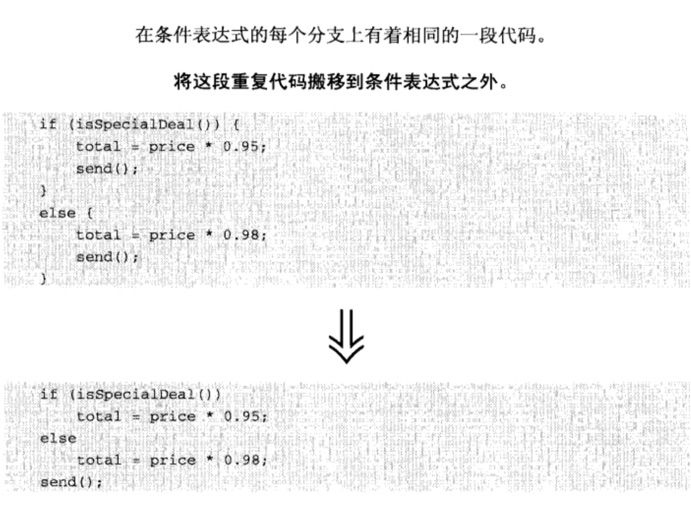 在条件表达式的每个分支上有着相同的一段代码。
将这段重复代码搬移到条件表达式之外。
if (isSpecialDeal()) {
total = price * 0.95;
send();
}
else {
total = price * 0.98;
send();
}
if (isSpecialDeal())
total = price * 0.95;
else
total = price * 0.98;
send();